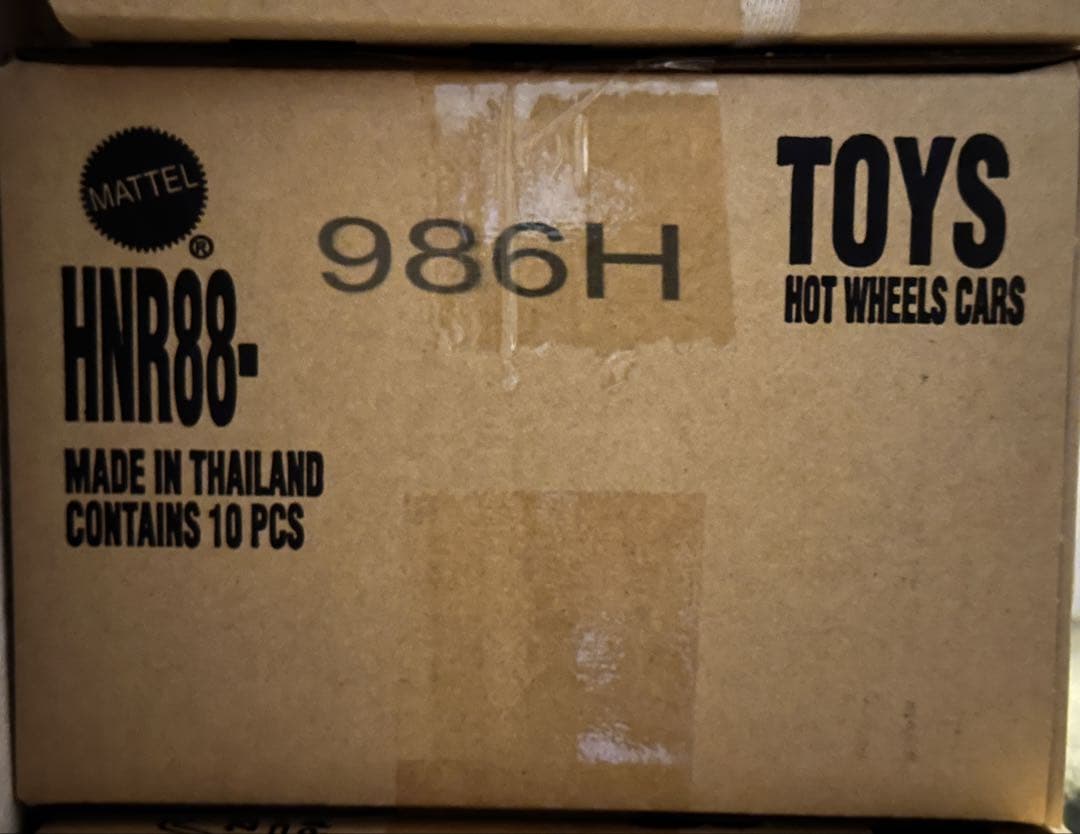 MATTEL
®
HNR88-
MADE IN THAILAND
CONTAINS 10 PCS
986H
TOYS
HOT WHEELS CARS